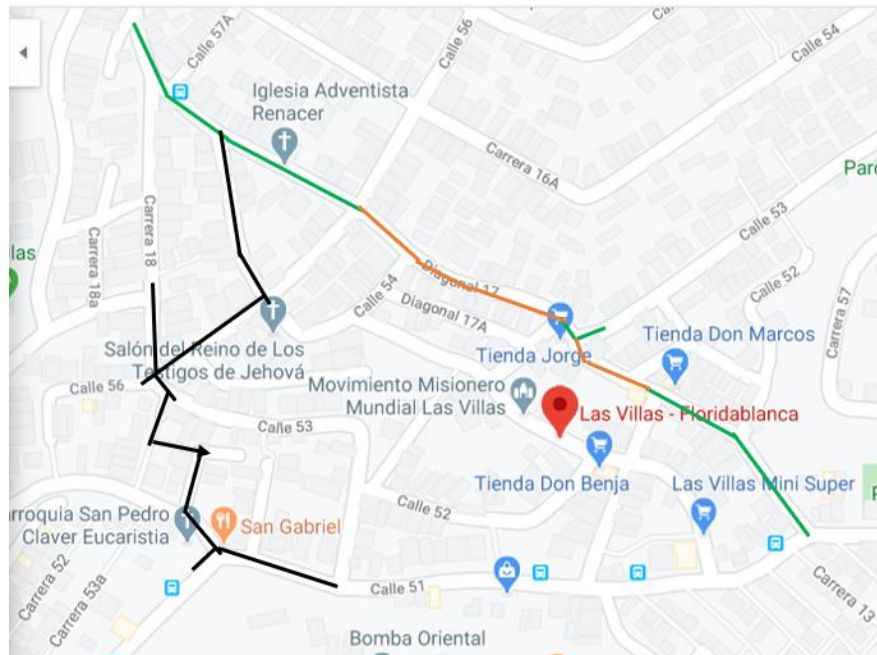 Calle 57A
Calle 56
Calle 54
Iglesia Adventista
Renacer
Carrera 16A
Parc
Calle 53
Carrera 18
Carrera 18a
las
Calle 52
Diagonal 17
Calle 54
Diagonal 17A
Carrera 57
Tienda Don Marcos
Tienda Jorge
Salón del Reino de Los
Testigos de Jehová
Movimiento Misionero
Mundial Las Villas
Calle 56
Las Villas - Floridablanca
Calle 53
Tienda Don Benja
Las Villas Mini Super
Calle 52
arroquia San Pedro
Claver Eucaristia
San Gabriel
P
Calle 51
Carrera 52
Carrera 53a
Carrera 13
Bomba Oriental